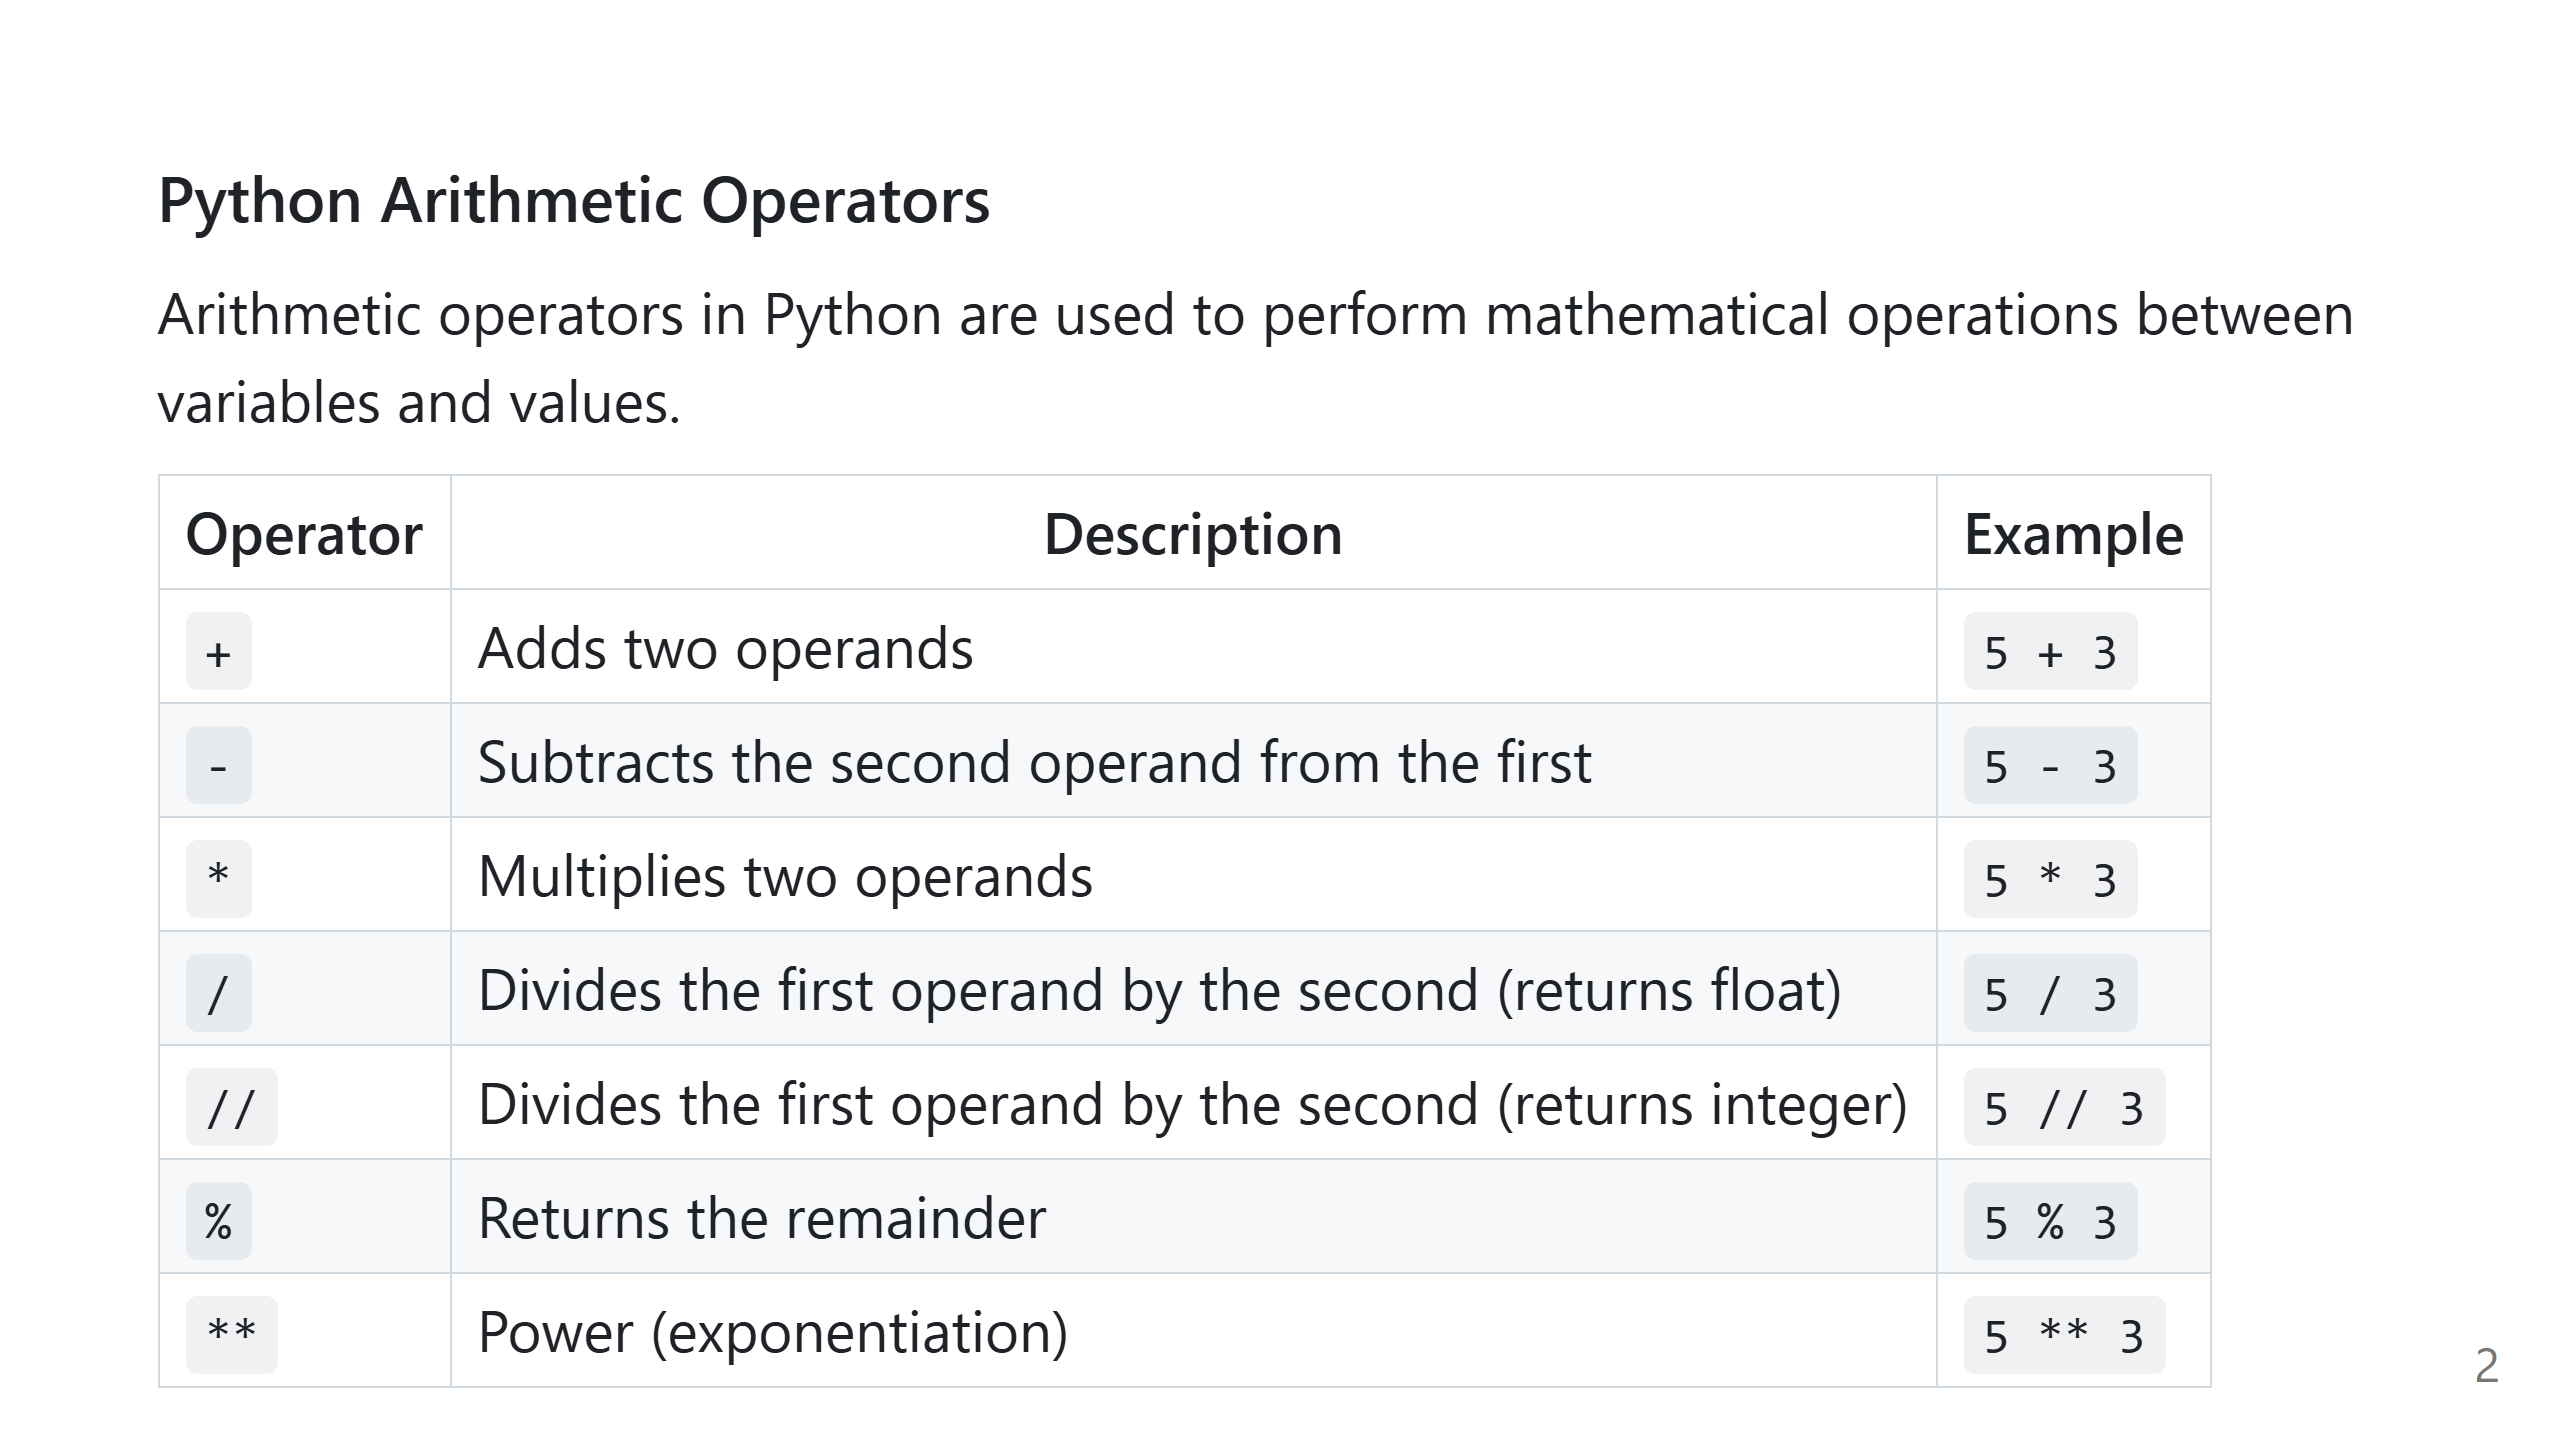 Python Arithmetic Operators
Arithmetic operators in Python are used to perform mathematical operations between
variables and values.
Operator Description Example
+ Adds two operands 5 + 3
- Subtracts the second operand from the first 5 - 3
* Multiplies two operands 5 * 3
/ Divides the first operand by the second (returns float) 5 / 3
// Divides the first operand by the second (returns integer) 5 // 3
% Returns the remainder 5 % 3
** Power (exponentiation) 5 ** 3
2